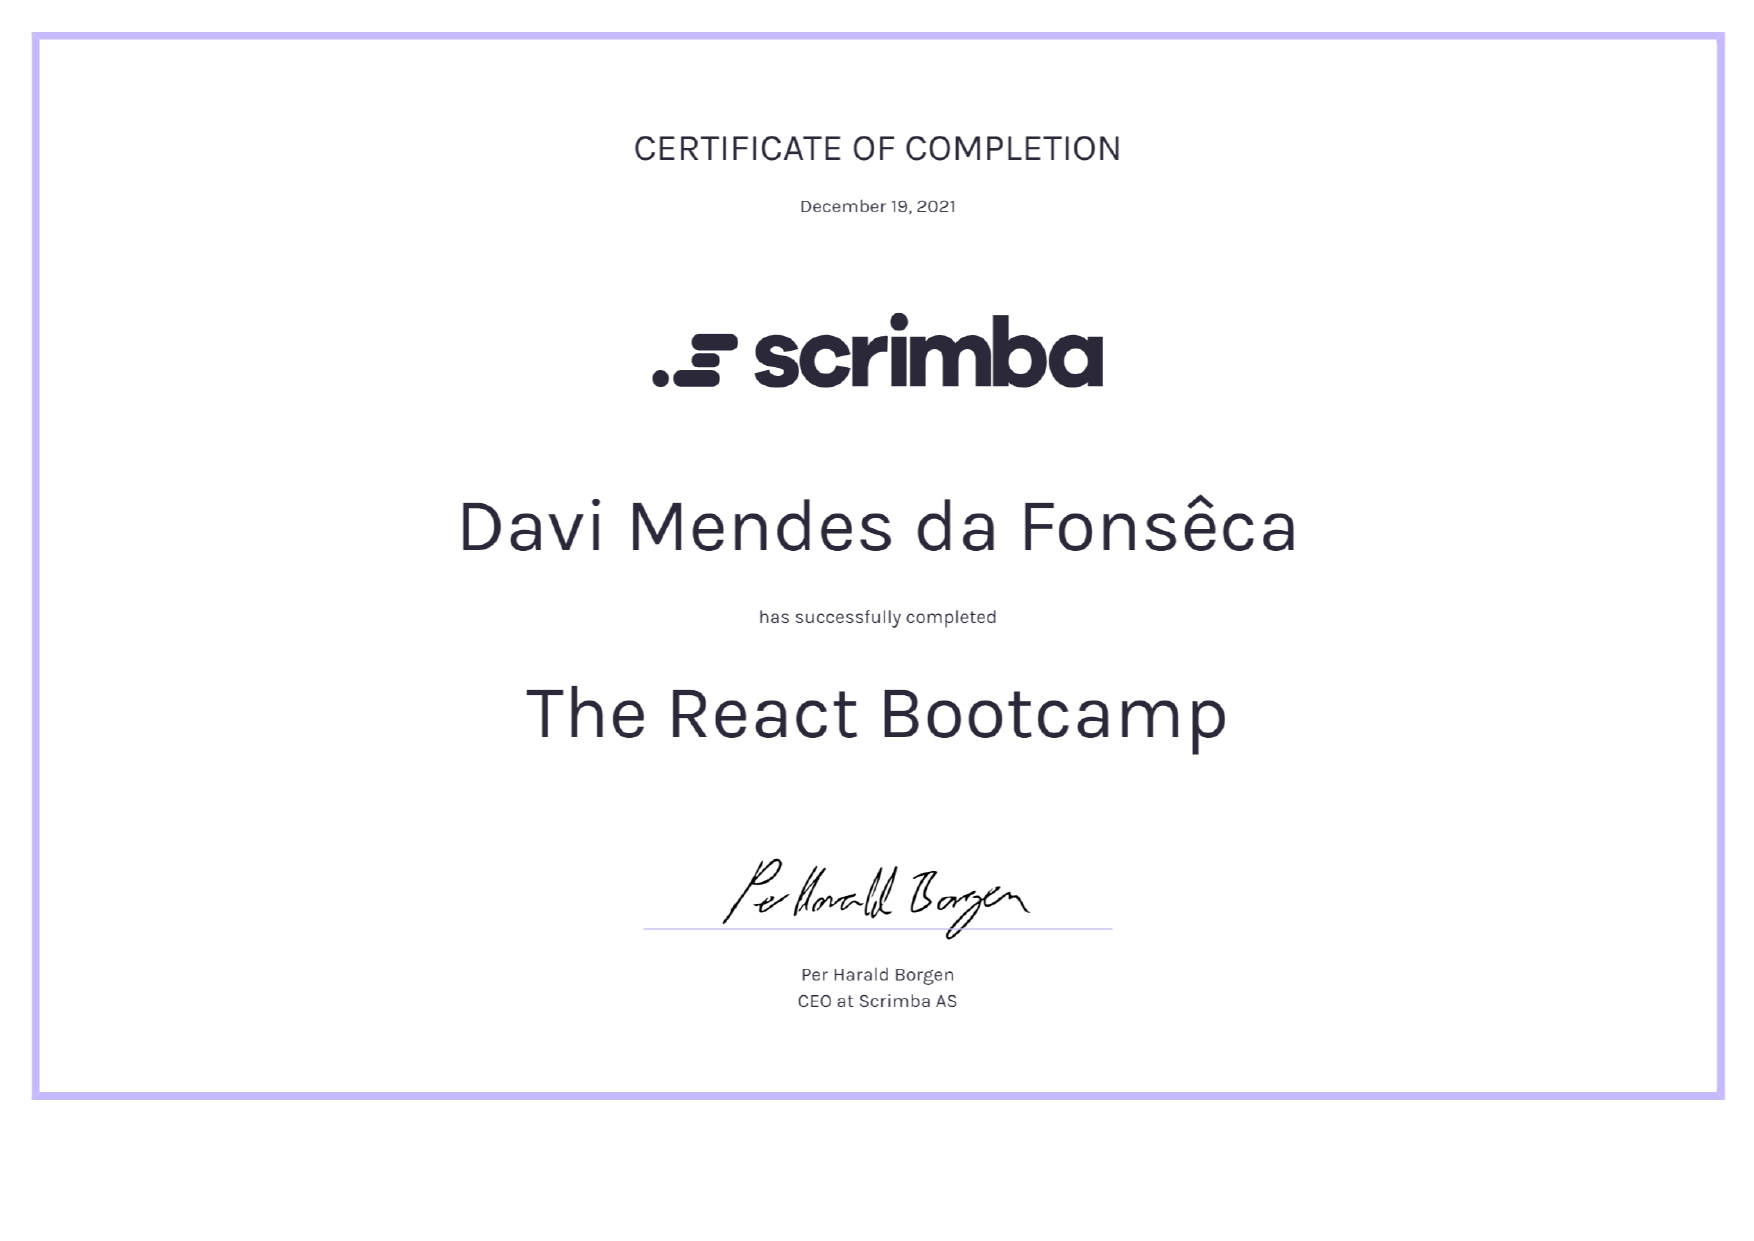 CERTIFICATE OF COMPLETION
December 19, 2021
scrimba
Davi Mendes da Fonsêca
has successfully completed
The React Bootcamp
Per Harald Borgen
Per Harald Borgen
CEO at Scrimba AS